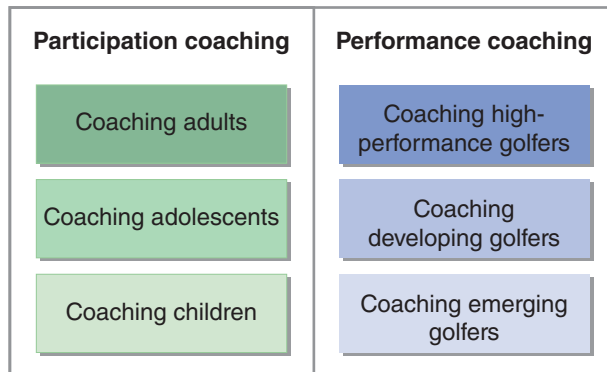 Participation coaching
Coaching adults
Coaching adolescents
Coaching children
Performance coaching
Coaching high-
performance golfers
Coaching
developing golfers
Coaching emerging
golfers